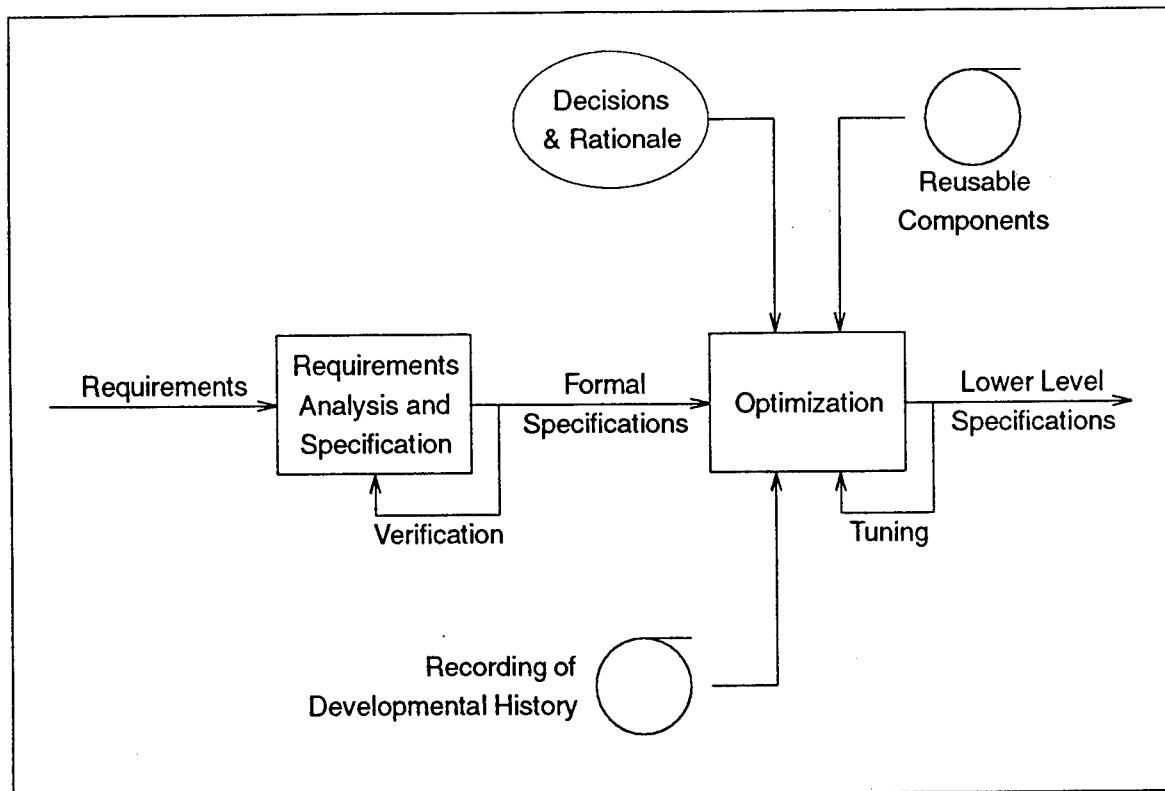 Decisions
& Rationale
Reusable
Components
Requirements
Requirements
Analysis and
Specification
Formal
Specifications
Optimization
Lower Level
Specifications
Verification
Tuning
Recording of
Developmental History